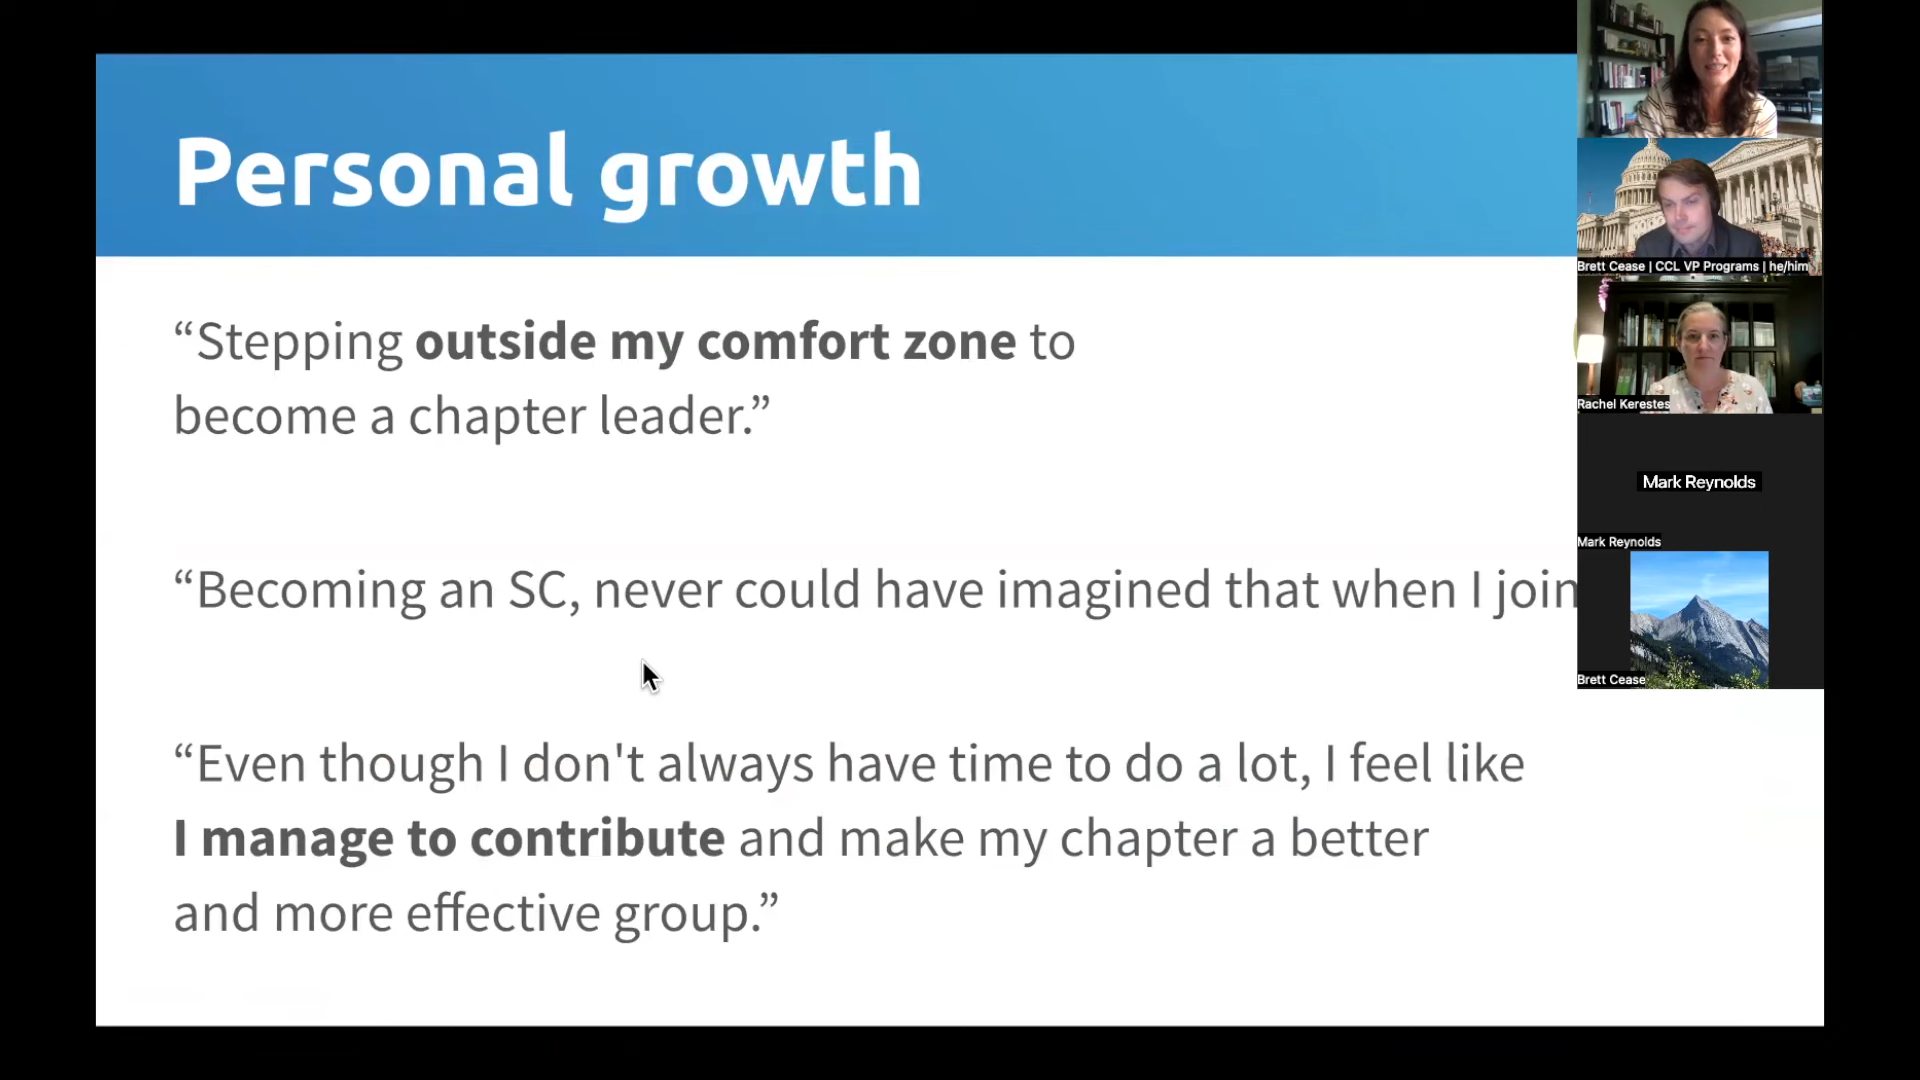 Personal growth
“Stepping outside my comfort zone to
become a chapter leader.”
“Becoming an SC, never could have imagined that when I join
“Even though I don't always have time to do a lot, I feel like
I manage to contribute and make my chapter a better
and more effective group.”
Brett Cease | CCL VP Programs | he/him
Rachel Kerestes
Mark Reynolds
Mark Reynolds
Brett Cease